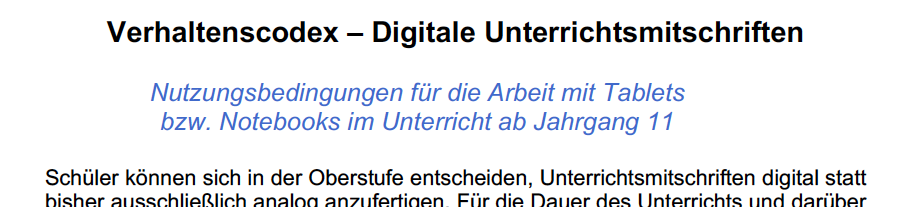 Verhaltenscodex – Digitale Unterrichtsmitschriften
Nutzungsbedingungen für die Arbeit mit Tablets
bzw. Notebooks im Unterricht ab Jahrgang 11
Schüler können sich in der Oberstufe entscheiden, Unterrichtsmitschriften digital statt
bisher ausschließlich analog anzufertigen. Für die Dauer des Unterrichts und darüber